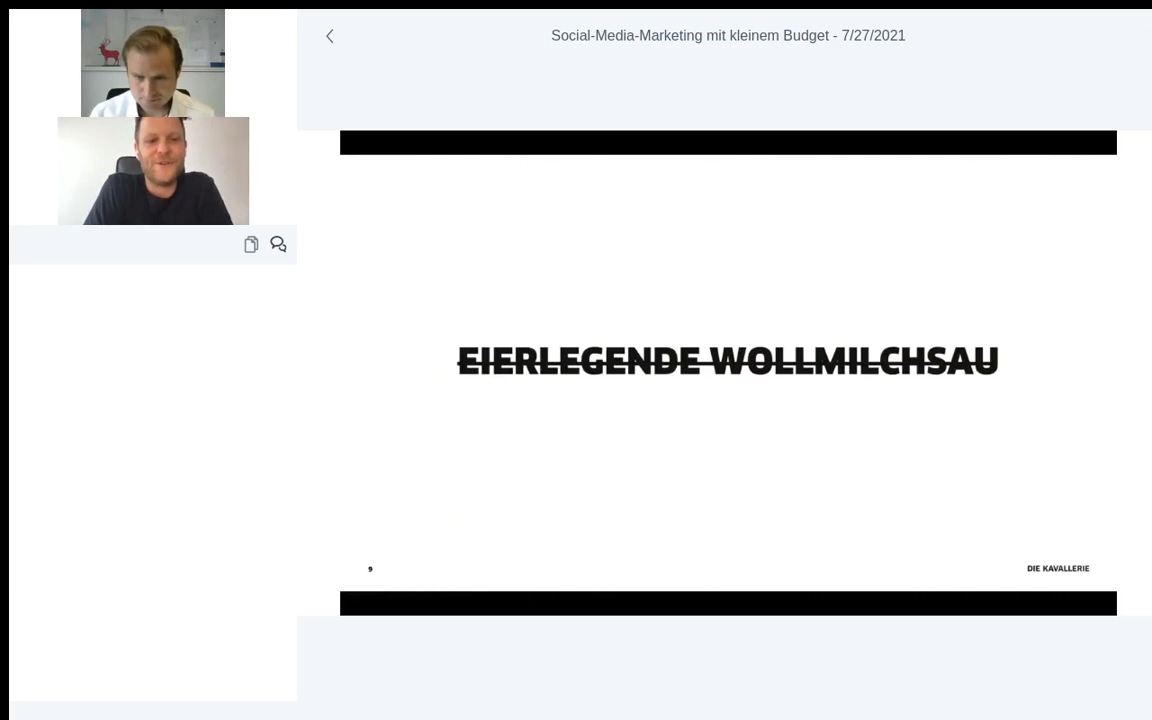 Social-Media-Marketing mit kleinem Budget - 7/27/2021
EIERLEGENDE WOLLMILCHSAU
9
DIE KAVALLERIE